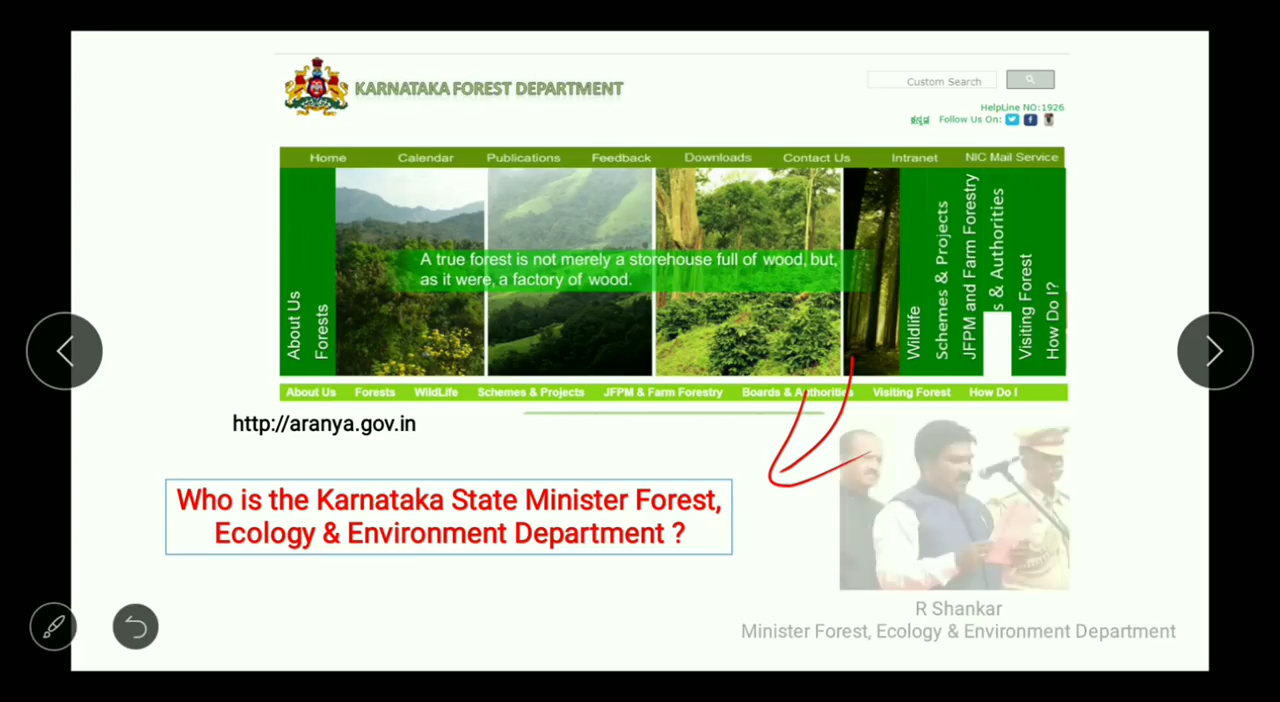 KARNATAKA FOREST DEPARTMENT
Custom Search
HelpLine NO:1926
ಕನ್ನಡ Follow Us On:
Home Calendar Publications Feedback Downloads Contact Us Intranet NIC Mail Service
About Us
Forests
A true forest is not merely a storehouse full of wood, but,
as it were, a factory of wood.
Wildlife
Schemes & Projects
JFPM and Farm Forestry
s & Authorities
Visiting Forest
How Do I?
About Us Forests WildLife Schemes & Projects JFPM & Farm Forestry Boards & Authorities Visiting Forest How Do I
http://aranya.gov.in
Who is the Karnataka State Minister Forest,
Ecology & Environment Department ?
R Shankar
Minister Forest, Ecology & Environment Department